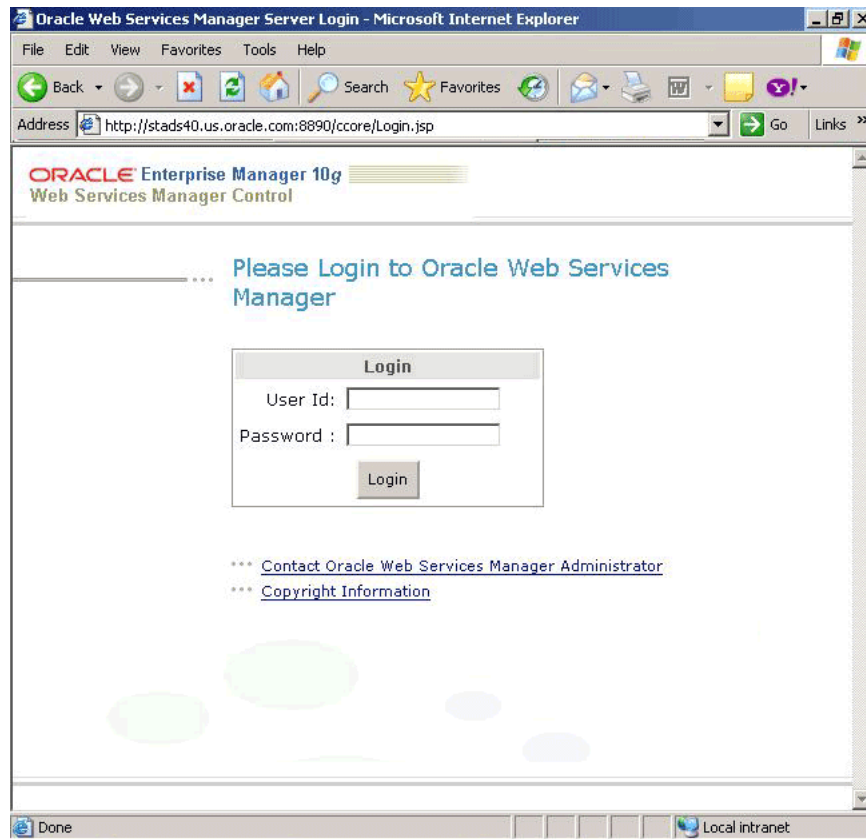 Oracle Web Services Manager Server Login - Microsoft Internet Explorer
File Edit View Favorites Tools Help
Back Search Favorites
Address http://stads40.us.oracle.com:8890/ccore/Login.jsp Go Links »
ORACLE Enterprise Manager 10g
Web Services Manager Control
Please Login to Oracle Web Services
Manager
Login
User Id:
Password :
Login
Contact Oracle Web Services Manager Administrator
Copyright Information
Done Local intranet